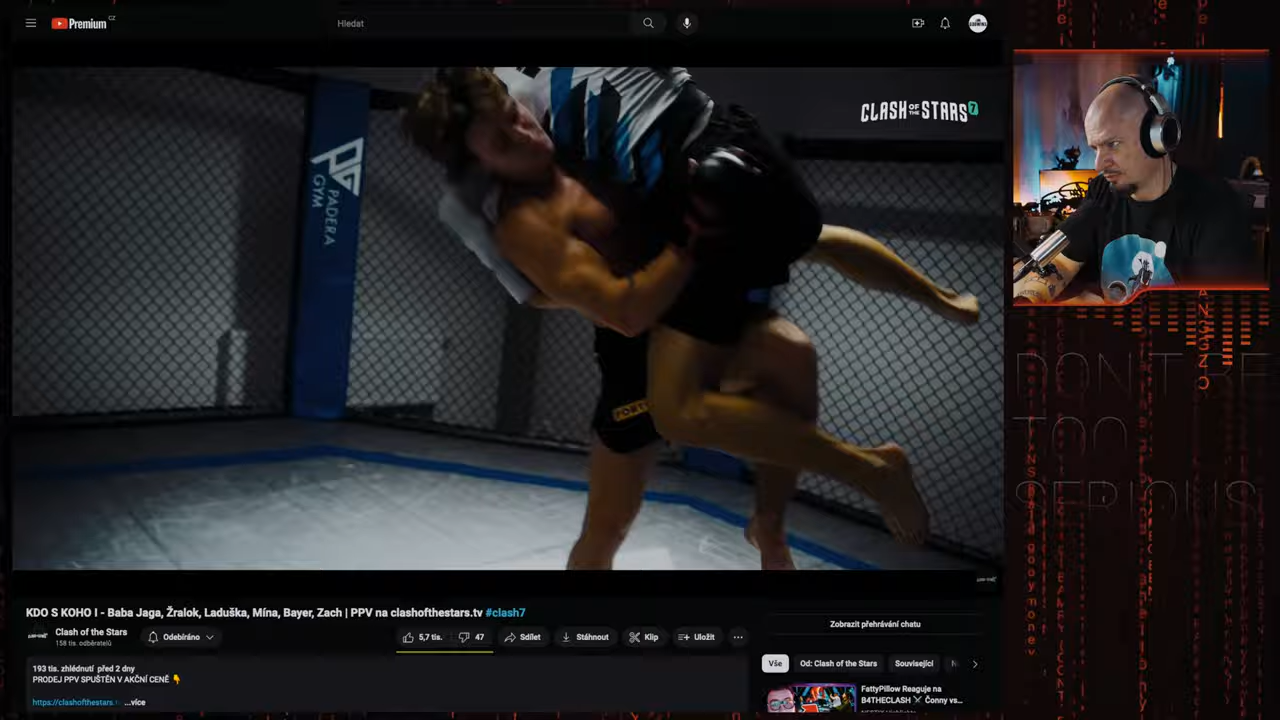 Premium CZ
Hledat
CLASH OF THE STARS 7
PG
PADERA
GYM
KDO S KOHO I - Baba Jaga, Žralok, Laduška, Mína, Bayer, Zach | PPV na clashofthestars.tv #clash7
Clash of the Stars
158 tis. odběratelů
Odebíráno
5,7 tis.
47
Sdílet
Stáhnout
Klip
Uložit
193 tis. zhlédnutí před 2 dny
PRODEJ PPV SPUŠTĚN V AKČNÍ CENĚ 👇
https://clashofthestars. ...více
Zobrazit přehrávání chatu
Vše
Od: Clash of the Stars
Související
FattyPillow Reaguje na
B4THECLASH ⚔️ Čonny vs...
DON'T BE
TOO
SERIOUS